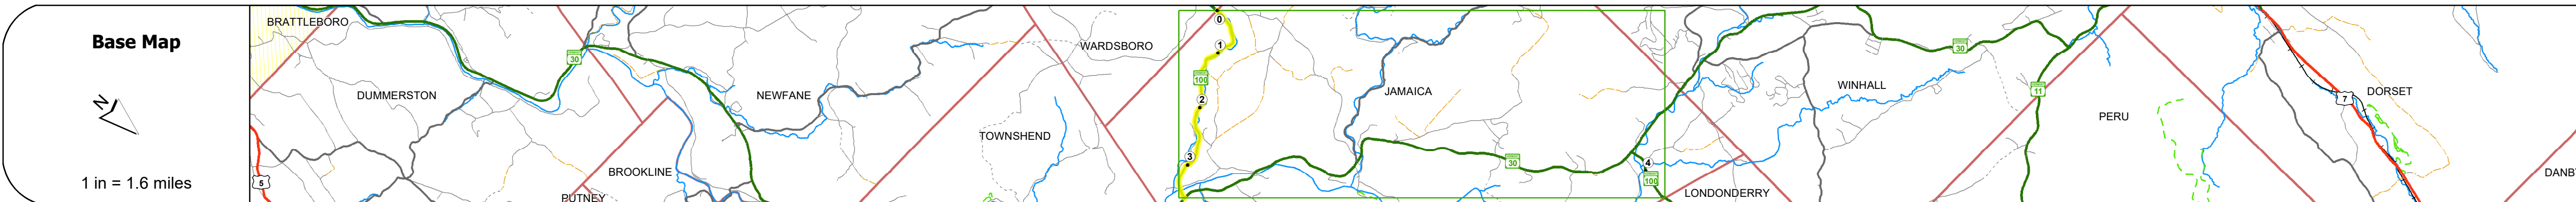 Base Map
N
1 in = 1.6 miles
BRATTLEBORO
DUMMERSTON
5
30
NEWFANE
BROOKLINE
PUTNEY
WARDSBORO
TOWNSHEND
0
1
100
2
3
JAMAICA
30
4
100
LONDONDERRY
WINHALL
30
11
PERU
7
DORSET
DANB